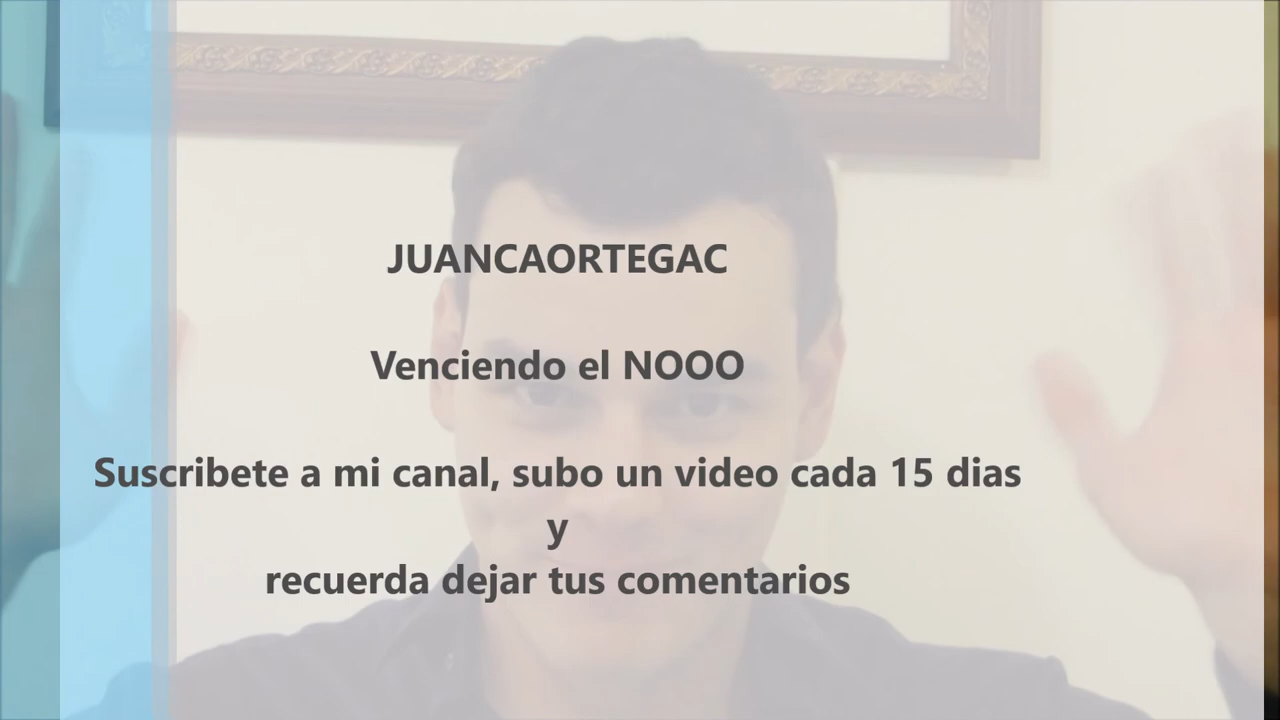 JUANCAORTEGAC
Venciendo el NOOO
Suscribete a mi canal, subo un video cada 15 dias
y
recuerda dejar tus comentarios